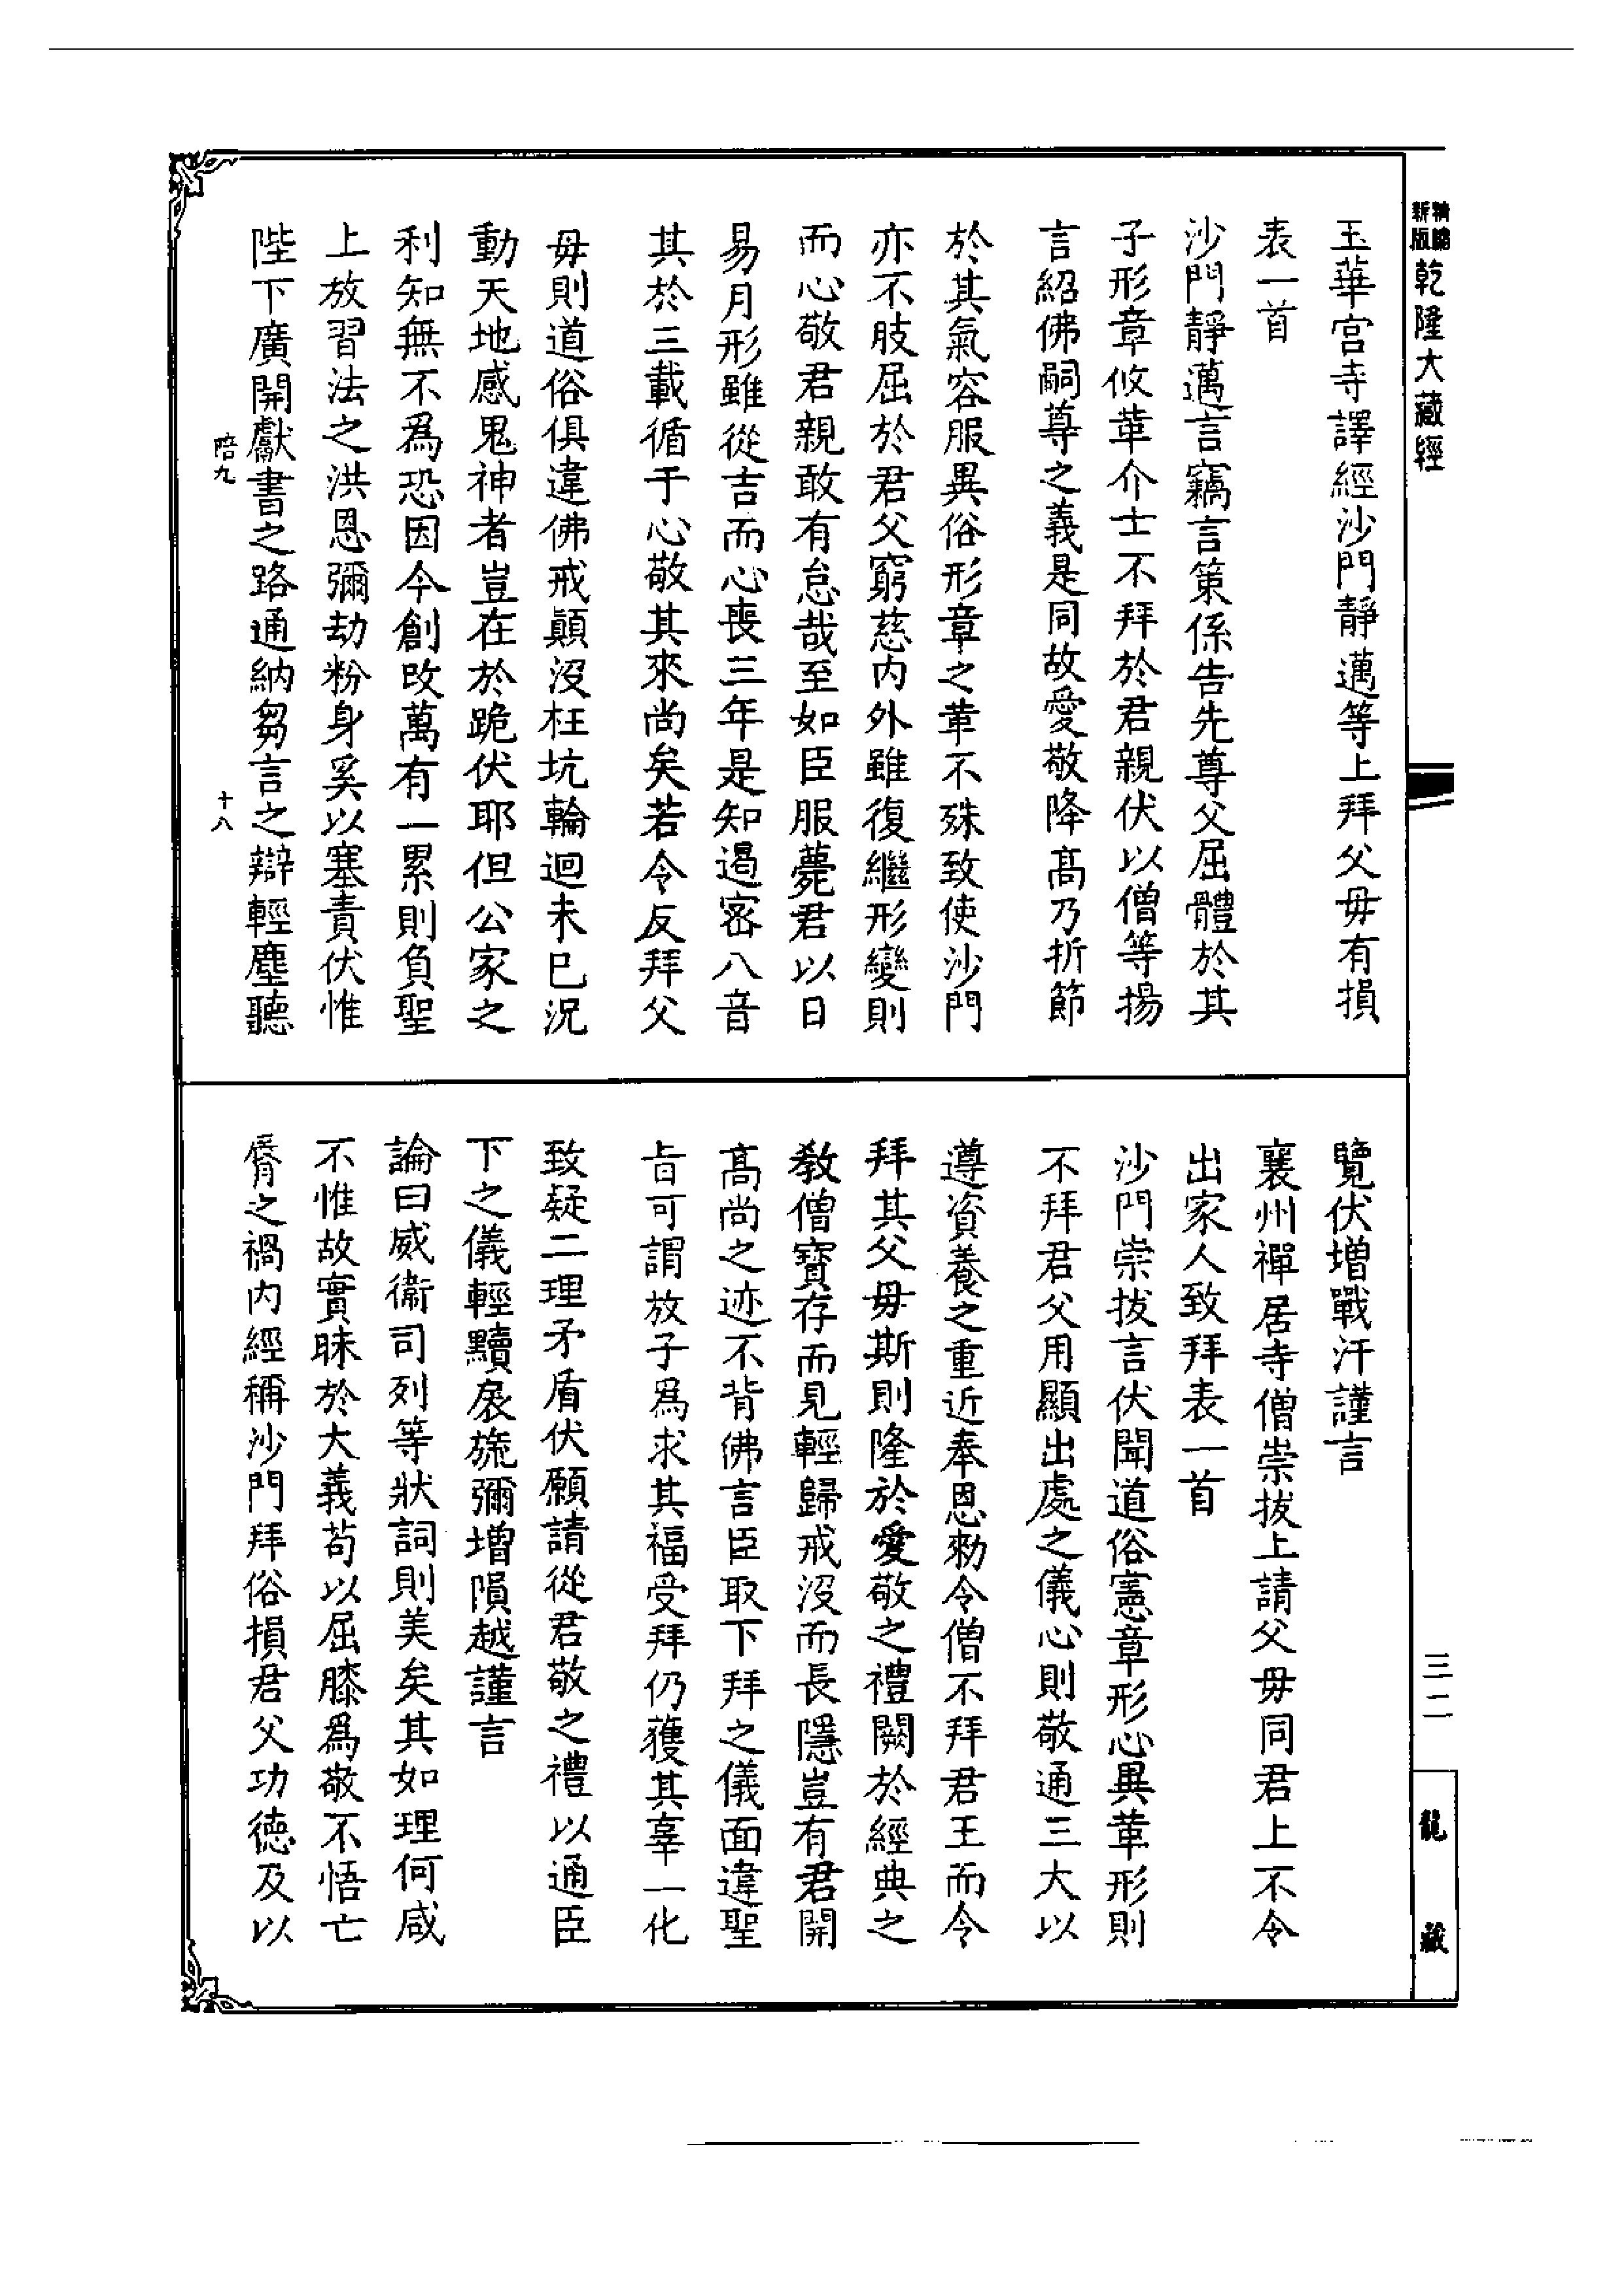 新編縮版乾隆大藏經
玉華宮寺譯經沙門靜邁等上拜父母有損
表一首
沙門靜邁言竊言策係告先尊父屈體於其
子形章攸革介士不拜於君親伏以僧等揚
言紹佛嗣尊之義是同故愛敬降高乃折節
於其氣容服異俗形章之革不殊致使沙門
亦不肢屈於君父窮慈內外雖復繼形變則
而心敬君親敢有怠哉至如臣服薨君以日
易月形雖從吉而心喪三年是知遏密八音
其於三載循于心敬其來尚矣若令反拜父
母則道俗俱違佛戒顛沒枉坑輪迴未已況
動天地感鬼神者豈在於跪伏耶但公家之
利知無不為恐因今創改萬有一累則負聖
上放習法之洪恩彌劫粉身奚以塞責伏惟
陛下廣開獻書之路通納芻言之辯輕塵聽
陪九
十八
覽伏增戰汗謹言
襄州禪居寺僧崇拔上請父母同君上不令
出家人致拜表一首
沙門崇拔言伏聞道俗憲章形心異革形則
不拜君父用顯出處之儀心則敬通三大以
遵資養之重近奉恩勑令僧不拜君王而令
拜其父母斯則隆於愛敬之禮闕於經典之
教僧寶存而見輕歸戒沒而長隱豈有君開
高尚之迹不背佛言臣取下拜之儀面違聖
旨可謂放子為求其福受拜仍獲其辜一化
致疑二理矛盾伏願請從君敬之禮以通臣
下之儀輕黷扆旒彌增隕越謹言
論曰威衛司列等狀詞則美矣其如理何咸
不惟故實昧於大義苟以屈膝為敬不悟亡
脣之禍內經稱沙門拜俗損君父功德及以
三二
龍藏